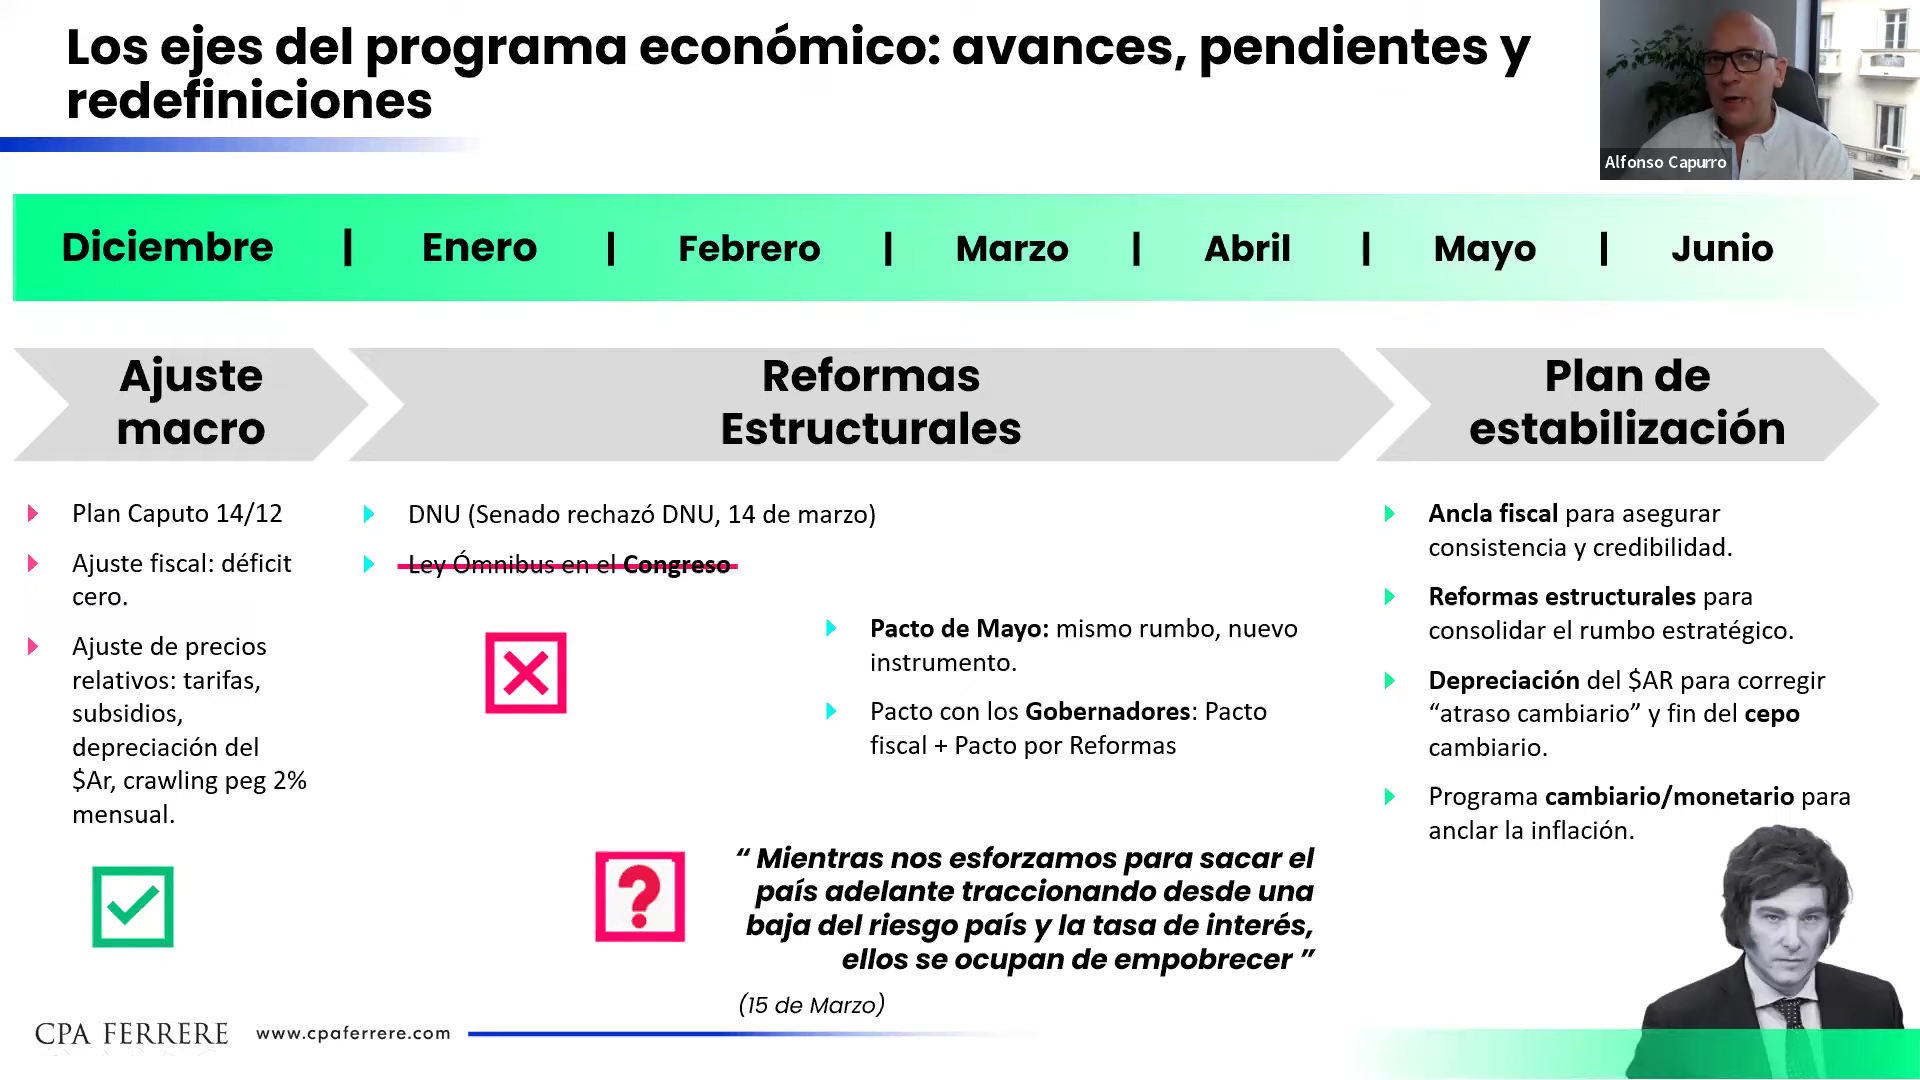 Los ejes del programa económico: avances, pendientes y
redefiniciones
Alfonso Capurro
Diciembre | Enero | Febrero | Marzo | Abril | Mayo | Junio
Ajuste
macro
Reformas
Estructurales
Plan de
estabilización
Plan Caputo 14/12
Ajuste fiscal: déficit
cero.
Ajuste de precios
relativos: tarifas,
subsidios,
depreciación del
$Ar, crawling peg 2%
mensual.
DNU (Senado rechazó DNU, 14 de marzo)
Ley Ómnibus en el Congreso
Pacto de Mayo: mismo rumbo, nuevo
instrumento.
Pacto con los Gobernadores: Pacto
fiscal + Pacto por Reformas
?
“ Mientras nos esforzamos para sacar el
país adelante traccionando desde una
baja del riesgo país y la tasa de interés,
ellos se ocupan de empobrecer ”
(15 de Marzo)
Ancla fiscal para asegurar
consistencia y credibilidad.
Reformas estructurales para
consolidar el rumbo estratégico.
Depreciación del $AR para corregir
“atraso cambiario” y fin del cepo
cambiario.
Programa cambiario/monetario para
anclar la inflación.
CPA FERRERE www.cpaferrere.com